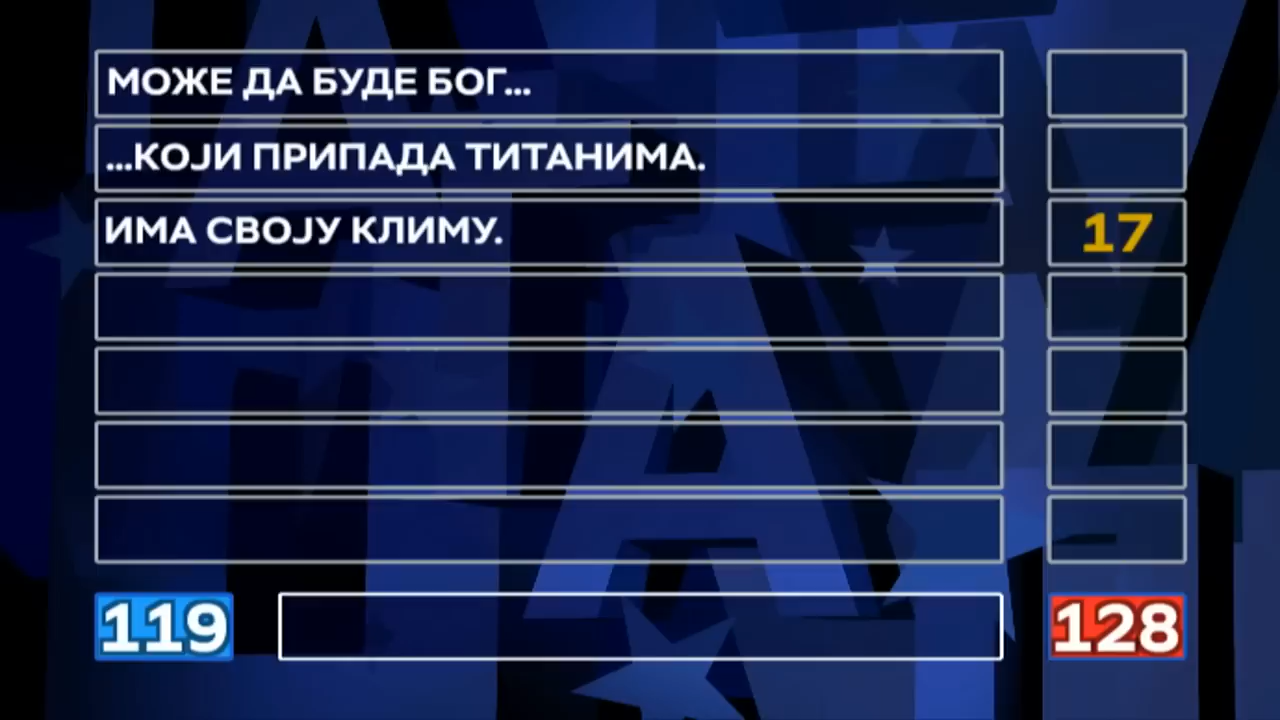 МОЖЕ ДА БУДЕ БОГ...
...КОЈИ ПРИПАДА ТИТАНИМА.
ИМА СВОЈУ КЛИМУ.
17
119
128